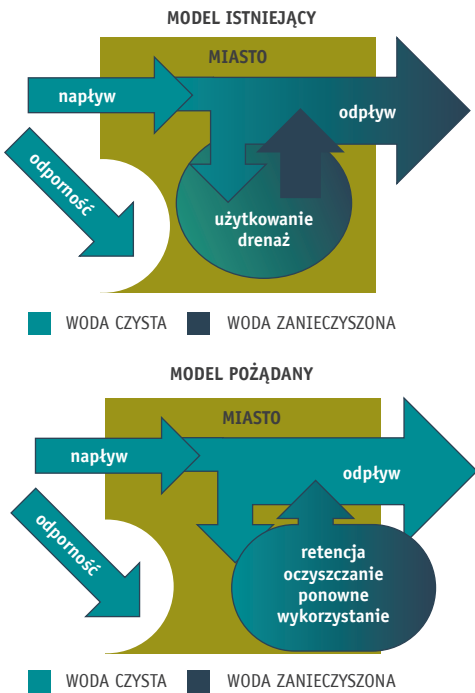 MODEL ISTNIEJĄCY
MIASTO
napływ
odpływ
odporność
użytkowanie
drenaż
WODA CZYSTA
WODA ZANIECZYSZONA
MODEL POŻĄDANY
MIASTO
napływ
odpływ
odporność
retencja
oczyszczanie
ponowne
wykorzystanie
WODA CZYSTA
WODA ZANIECZYSZONA